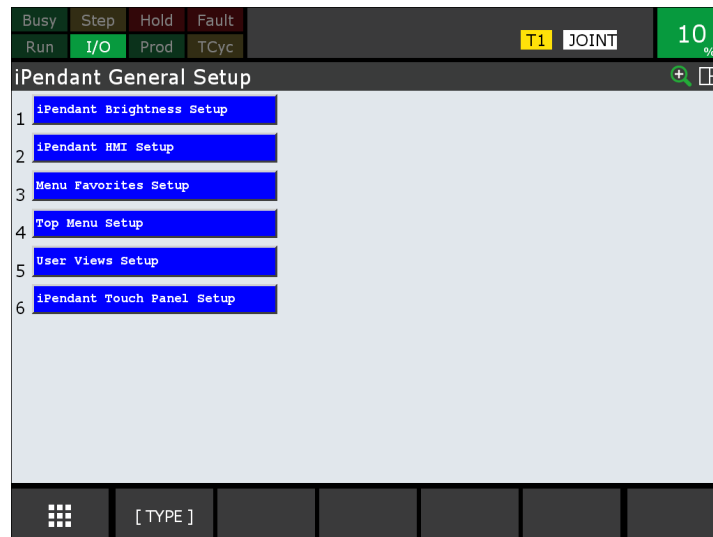 Busy Step Hold Fault
Run I/O Prod TCyc
T1 JOINT
10 %
iPendant General Setup
1 iPendant Brightness Setup
2 iPendant HMI Setup
3 Menu Favorites Setup
4 Top Menu Setup
5 User Views Setup
6 iPendant Touch Panel Setup
[ TYPE ]